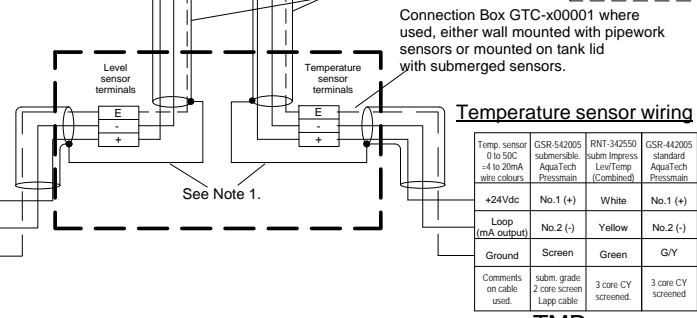 Connection Box GTC-x00001 where
used, either wall mounted with pipework
sensors or mounted on tank lid
with submerged sensors.
Level
sensor
terminals
E
-
+
Temperature
sensor
terminals
E
-
+
See Note 1.
Temperature sensor wiring
Temp. sensor
0 to 50C
=4 to 20mA
wire colours
GSR-542005
submersible.
AquaTech
Pressmain
RNT-342550
subm Impress
Lev/Temp
(Combined)
GSR-442005
standard
AquaTech
Pressmain
+24Vdc
No.1 (+)
White
No.1 (+)
Loop
(mA output)
No.2 (-)
Yellow
No.2 (-)
Ground
Screen
Green
G/Y
Comments
on cable
used.
subm. grade
2 core screen
Lapp cable
3 core CY
screened.
3 core CY
screened